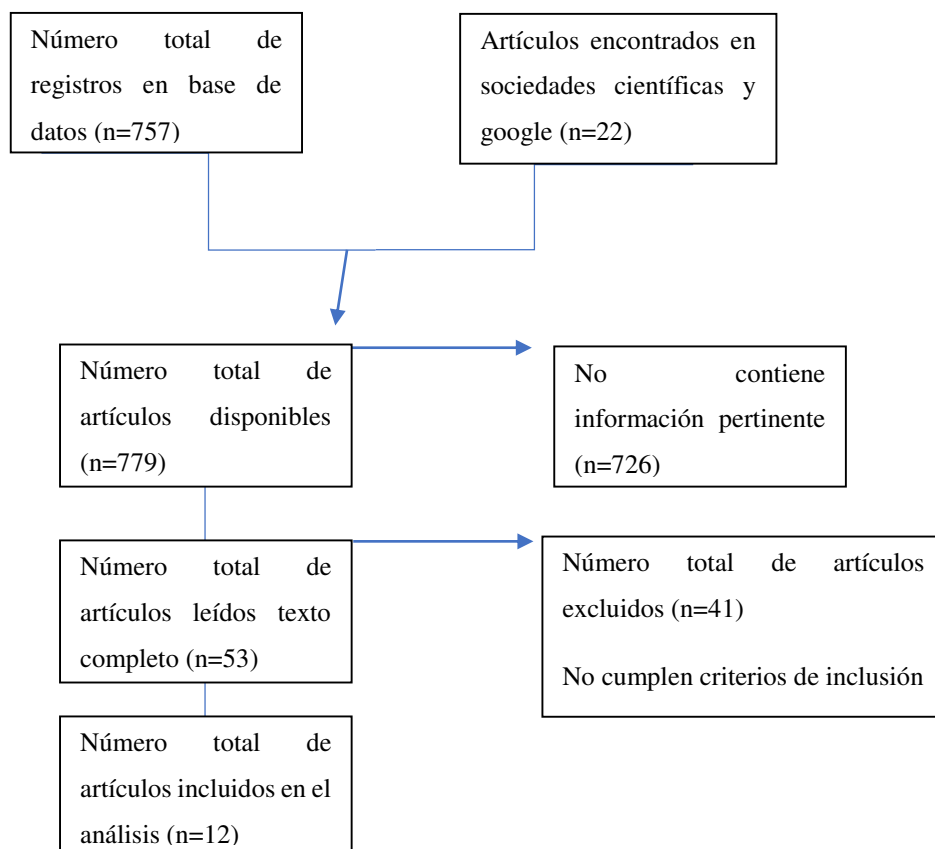 Número total de
registros en base de
datos (n=757)
Artículos encontrados en
sociedades científicas y
google (n=22)
Número total de
artículos disponibles
(n=779)
No contiene
información pertinente
(n=726)
Número total de
artículos leídos texto
completo (n=53)
Número total de artículos
excluidos (n=41)
No cumplen criterios de inclusión
Número total de
artículos incluidos en el
análisis (n=12)